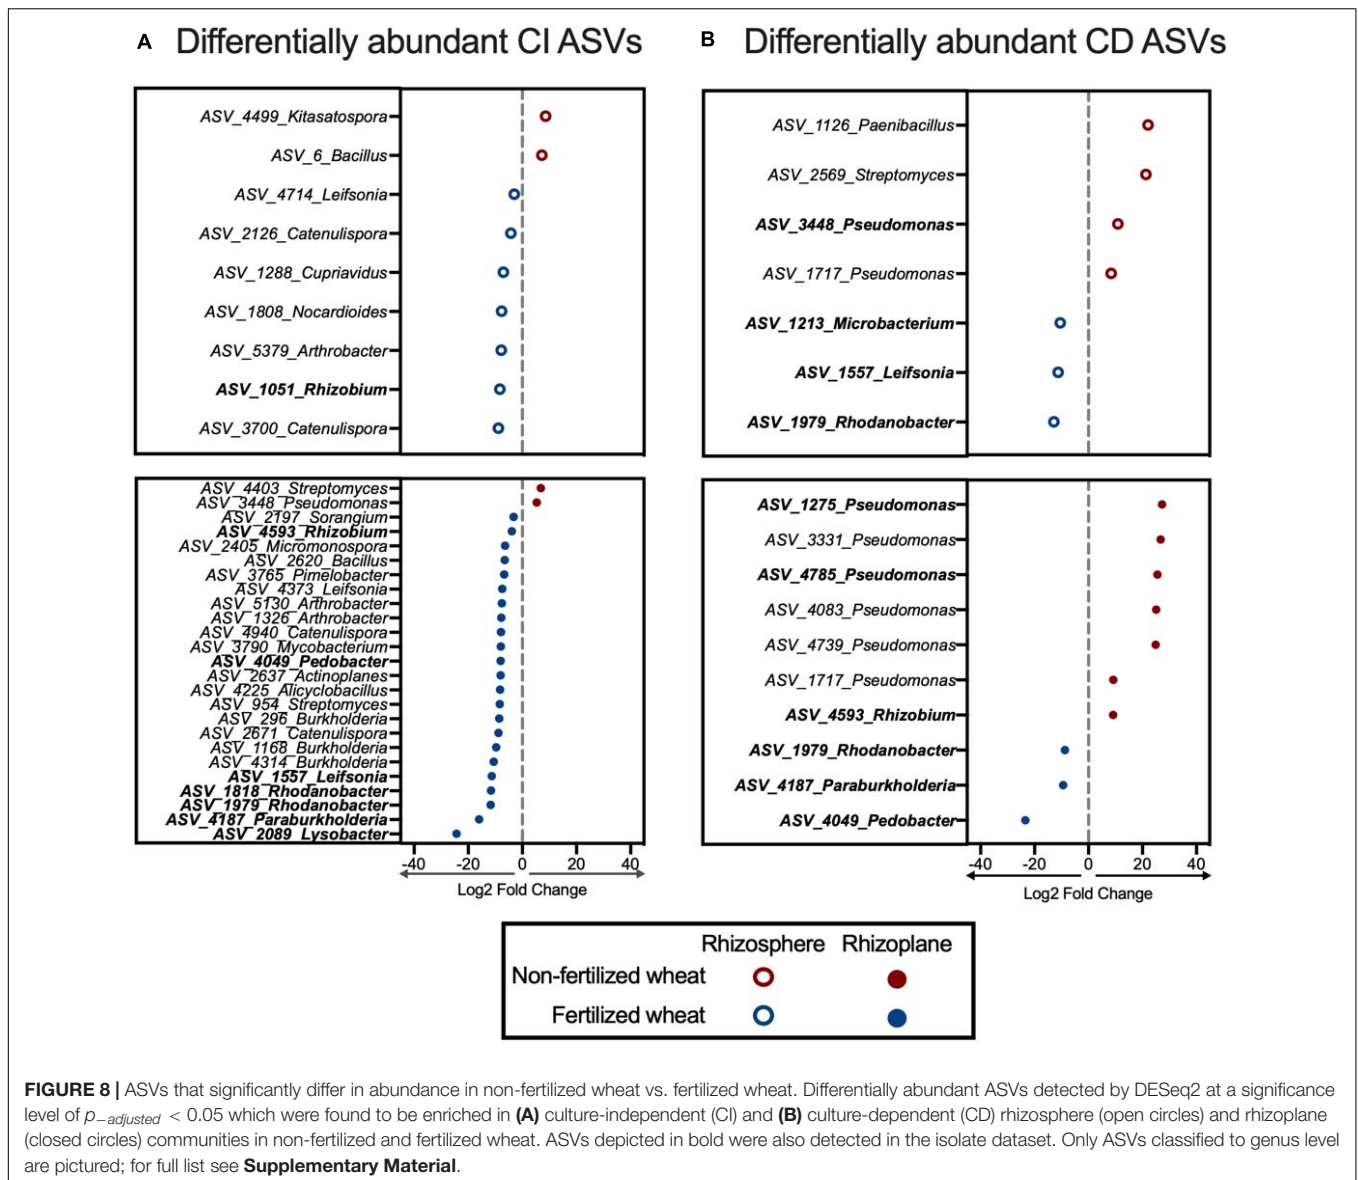 A Differentially abundant CI ASVs
ASV_4499_Kitasatospora
ASV_6_Bacillus
ASV_4714_Leifsonia
ASV_2126_Catenulispora
ASV_1288_Cupriavidus
ASV_1808_Nocardioides
ASV_5379_Arthrobacter
ASV_1051_Rhizobium
ASV_3700_Catenulispora
ASV_4403_Streptomyces
ASV_3448_Pseudomonas
ASV_2197_Sorangium
ASV_4593_Rhizobium
ASV_2405_Micromonospora
ASV_2620_Bacillus
ASV_3765_Pimelobacter
ASV_4373_Leifsonia
ASV_5130_Arthrobacter
ASV_1326_Arthrobacter
ASV_4940_Catenulispora
ASV_3790_Mycobacterium
ASV_4049_Pedobacter
ASV_2637_Actinoplanes
ASV_4225_Alicyclobacillus
ASV_954_Streptomyces
ASV_296_Burkholderia
ASV_2671_Catenulispora
ASV_1168_Burkholderia
ASV_4314_Burkholderia
ASV_1557_Leifsonia
ASV_1818_Rhodanobacter
ASV_1979_Rhodanobacter
ASV_4187_Paraburkholderia
ASV_2089_Lysobacter
-40 -20 0 20 40
Log2 Fold Change
B Differentially abundant CD ASVs
ASV_1126_Paenibacillus
ASV_2569_Streptomyces
ASV_3448_Pseudomonas
ASV_1717_Pseudomonas
ASV_1213_Microbacterium
ASV_1557_Leifsonia
ASV_1979_Rhodanobacter
ASV_1275_Pseudomonas
ASV_3331_Pseudomonas
ASV_4785_Pseudomonas
ASV_4083_Pseudomonas
ASV_4739_Pseudomonas
ASV_1717_Pseudomonas
ASV_4593_Rhizobium
ASV_1979_Rhodanobacter
ASV_4187_Paraburkholderia
ASV_4049_Pedobacter
-40 -20 0 20 40
Log2 Fold Change
Rhizosphere Rhizoplane
Non-fertilized wheat
Fertilized wheat
FIGURE 8 | ASVs that significantly differ in abundance in non-fertilized wheat vs. fertilized wheat. Differentially abundant ASVs detected by DESeq2 at a significance
level of p_adjusted < 0.05 which were found to be enriched in (A) culture-independent (CI) and (B) culture-dependent (CD) rhizosphere (open circles) and rhizoplane
(closed circles) communities in non-fertilized and fertilized wheat. ASVs depicted in bold were also detected in the isolate dataset. Only ASVs classified to genus level
are pictured; for full list see Supplementary Material.